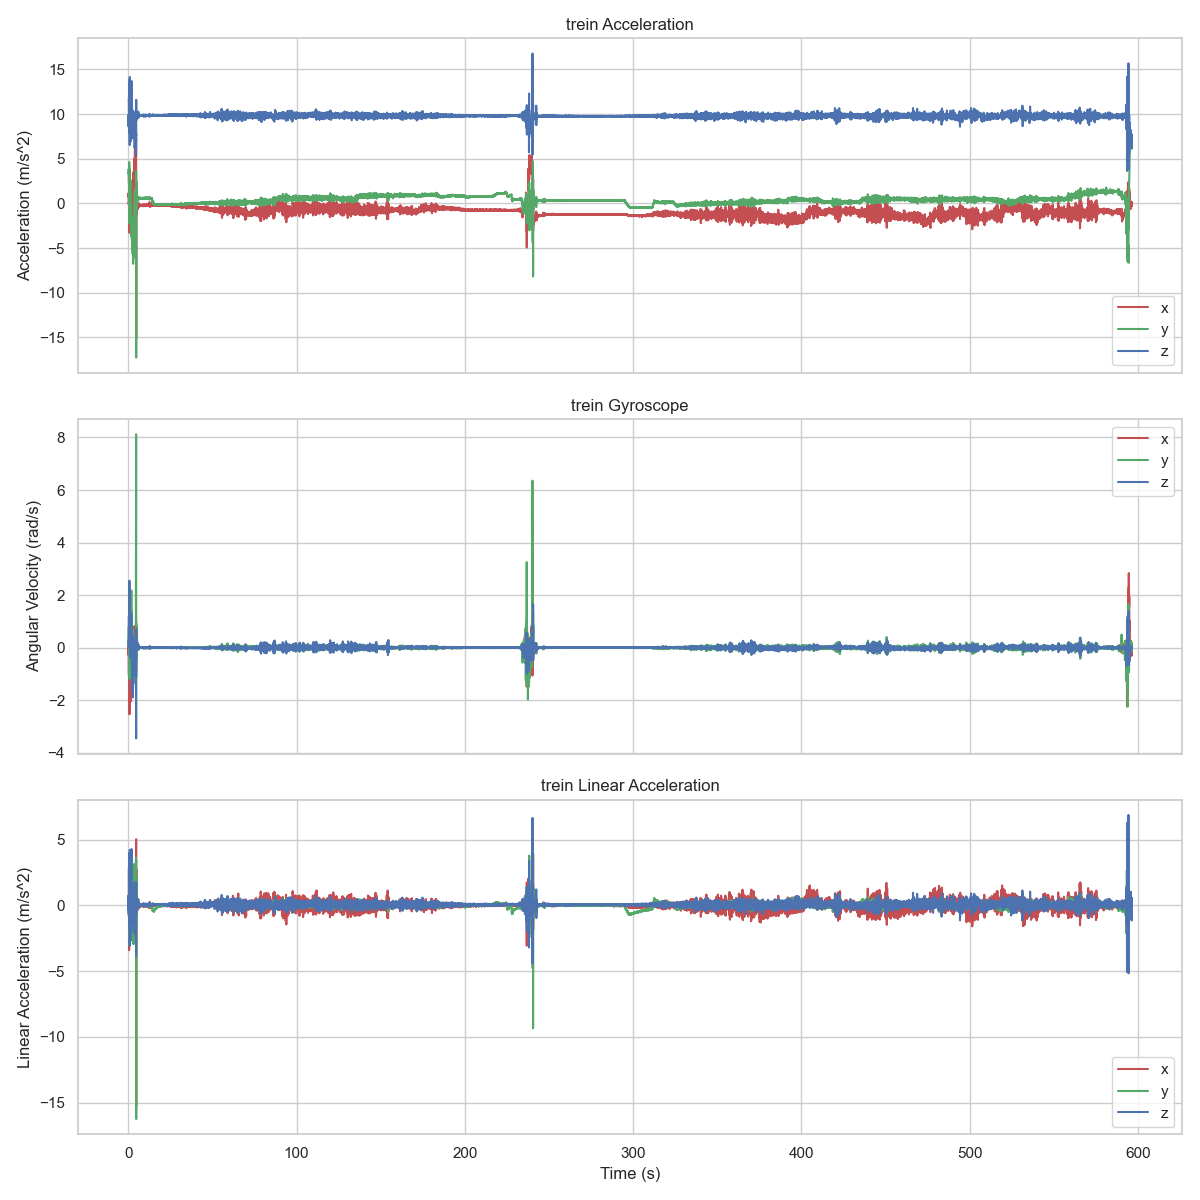 trein Acceleration
Acceleration (m/s^2)
15
10
5
0
−5
−10
−15
x
y
z
trein Gyroscope
Angular Velocity (rad/s)
8
6
4
2
0
−2
−4
x
y
z
trein Linear Acceleration
Linear Acceleration (m/s^2)
5
0
−5
−10
−15
x
y
z
0 100 200 300 400 500 600
Time (s)